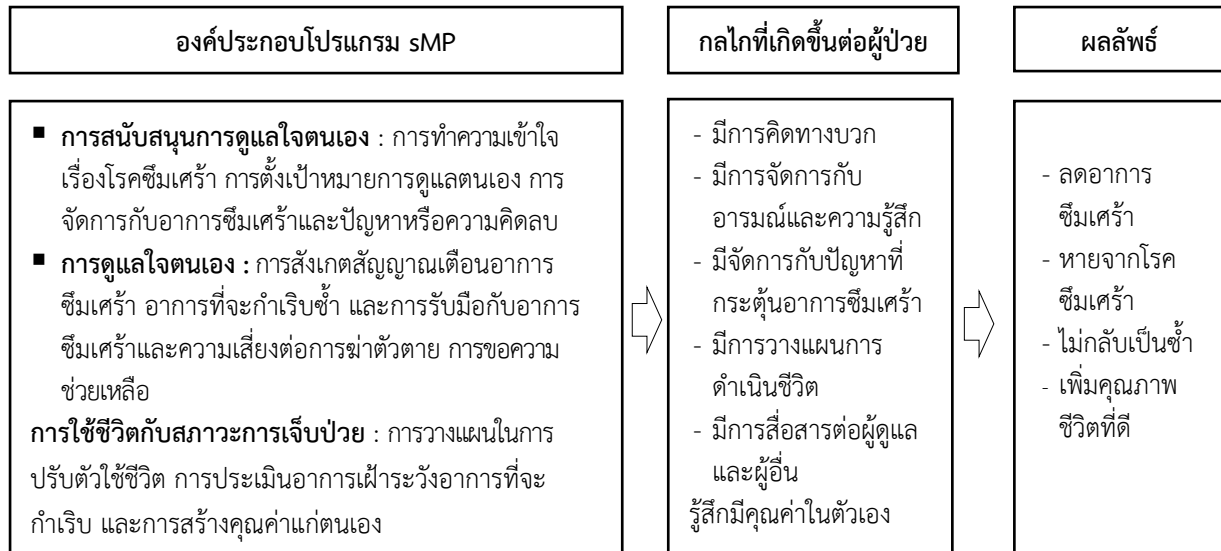 องค์ประกอบโปรแกรม sMP
■ การสนับสนุนการดูแลใจตนเอง : การทำความเข้าใจ
เรื่องโรคซึมเศร้า การตั้งเป้าหมายการดูแลตนเอง การ
จัดการกับอาการซึมเศร้าและปัญหาหรือความคิดลบ
■ การดูแลใจตนเอง : การสังเกตสัญญาณเตือนอาการ
ซึมเศร้า อาการที่จะกำเริบซ้ำ และการรับมือกับอาการ
ซึมเศร้าและความเสี่ยงต่อการฆ่าตัวตาย การขอความ
ช่วยเหลือ
การใช้ชีวิตกับสภาวะการเจ็บป่วย : การวางแผนในการ
ปรับตัวใช้ชีวิต การประเมินอาการเฝ้าระวังอาการที่จะ
กำเริบ และการสร้างคุณค่าแก่ตนเอง
กลไกที่เกิดขึ้นต่อผู้ป่วย
- มีการคิดทางบวก
- มีการจัดการกับ
อารมณ์และความรู้สึก
- มีจัดการกับปัญหาที่
กระตุ้นอาการซึมเศร้า
- มีการวางแผนการ
ดำเนินชีวิต
- มีการสื่อสารต่อผู้ดูแล
และผู้อื่น
รู้สึกมีคุณค่าในตัวเอง
ผลลัพธ์
- ลดอาการ
ซึมเศร้า
- หายจากโรค
ซึมเศร้า
- ไม่กลับเป็นซ้ำ
- เพิ่มคุณภาพ
ชีวิตที่ดี